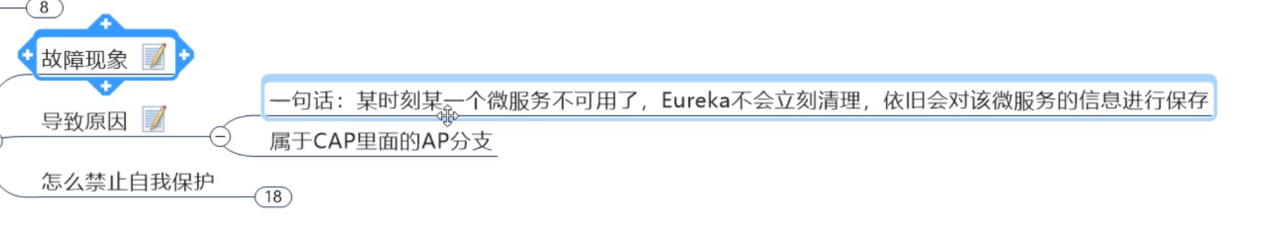 8
故障现象
一句话：某时刻某一个微服务不可用了，Eureka不会立刻清理，依旧会对该微服务的信息进行保存
导致原因
属于CAP里面的AP分支
怎么禁止自我保护
18